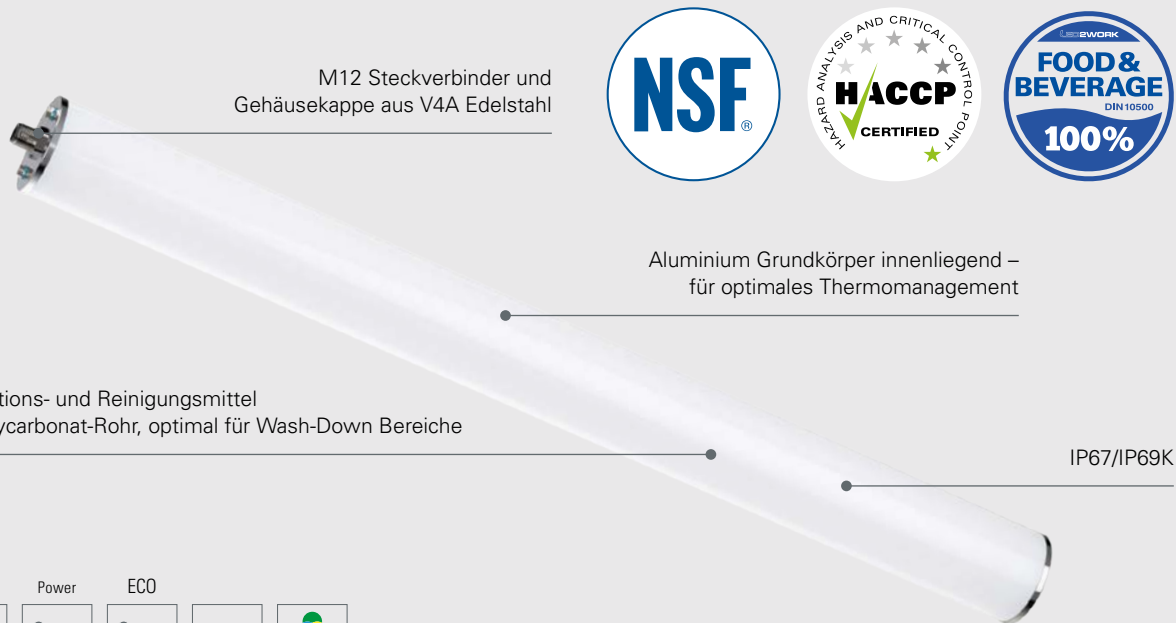 M12 Steckverbinder und
Gehäusekappe aus V4A Edelstahl
NSF®
HAZARD ANALYSIS AND CRITICAL CONTROL POINT
HACCP
CERTIFIED
LED2WORK
FOOD &
BEVERAGE
DIN 10500
100%
Aluminium Grundkörper innenliegend –
für optimales Thermomanagement
tions- und Reinigungsmittel
ycarbonat-Rohr, optimal für Wash-Down Bereiche
IP67/IP69K
Power ECO